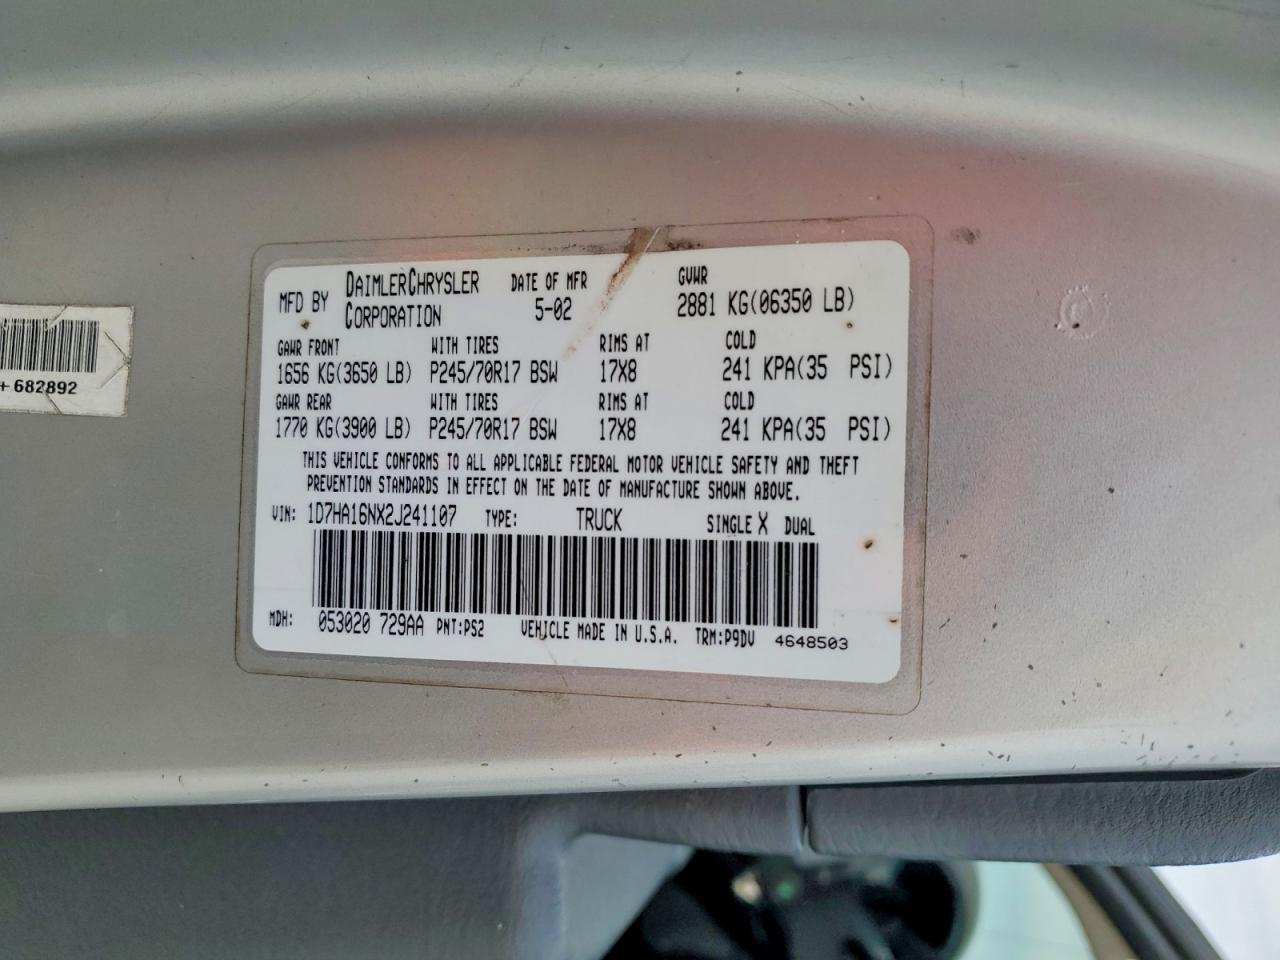 MFD BY DAIMLERCHRYSLER CORPORATION DATE OF MFR 5-02 GVWR 2881 KG(06350 LB)
GAWR FRONT WITH TIRES RIMS AT COLD
1656 KG(3650 LB) P245/70R17 BSW 17X8 241 KPA(35 PSI)
GAWR REAR WITH TIRES RIMS AT COLD
1770 KG(3900 LB) P245/70R17 BSW 17X8 241 KPA(35 PSI)
THIS VEHICLE CONFORMS TO ALL APPLICABLE FEDERAL MOTOR VEHICLE SAFETY AND THEFT
PREVENTION STANDARDS IN EFFECT ON THE DATE OF MANUFACTURE SHOWN ABOVE.
VIN: 1D7HA16NX2J241107 TYPE: TRUCK SINGLE X DUAL
MDH: 053020 729AA PNT:PS2 VEHICLE MADE IN U.S.A. TRM:P9DV 4648503
+682892